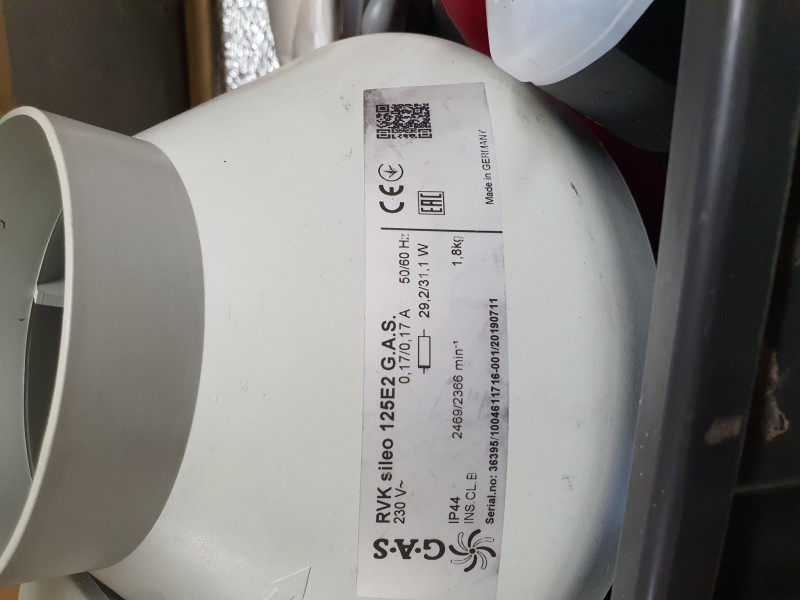 G.A.S
RVK sileo 125E2 G.A.S.
230 V~ 0,17/0,17 A 50/60 Hz
29,2/31,1 W
IP44 2469/2366 min⁻¹ 1,8kg
INS.CL.B
Serial.no: 36395/1004611716-001/20190711
CE
EAC
Made in GERMANY